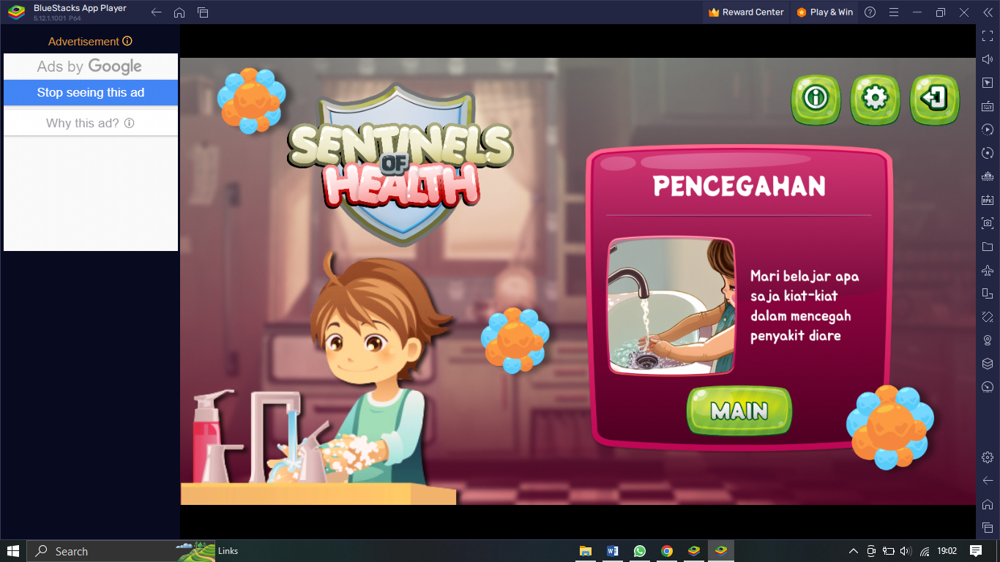 BlueStacks App Player
5.12.1.1001 P64
Reward Center
Play & Win
Advertisement
Ads by Google
Stop seeing this ad
Why this ad?
SENTINELS
OF
HEALTH
PENCEGAHAN
Mari belajar apa
saja kiat-kiat
dalam mencegah
penyakit diare
MAIN
APK
Search
Links
19:02